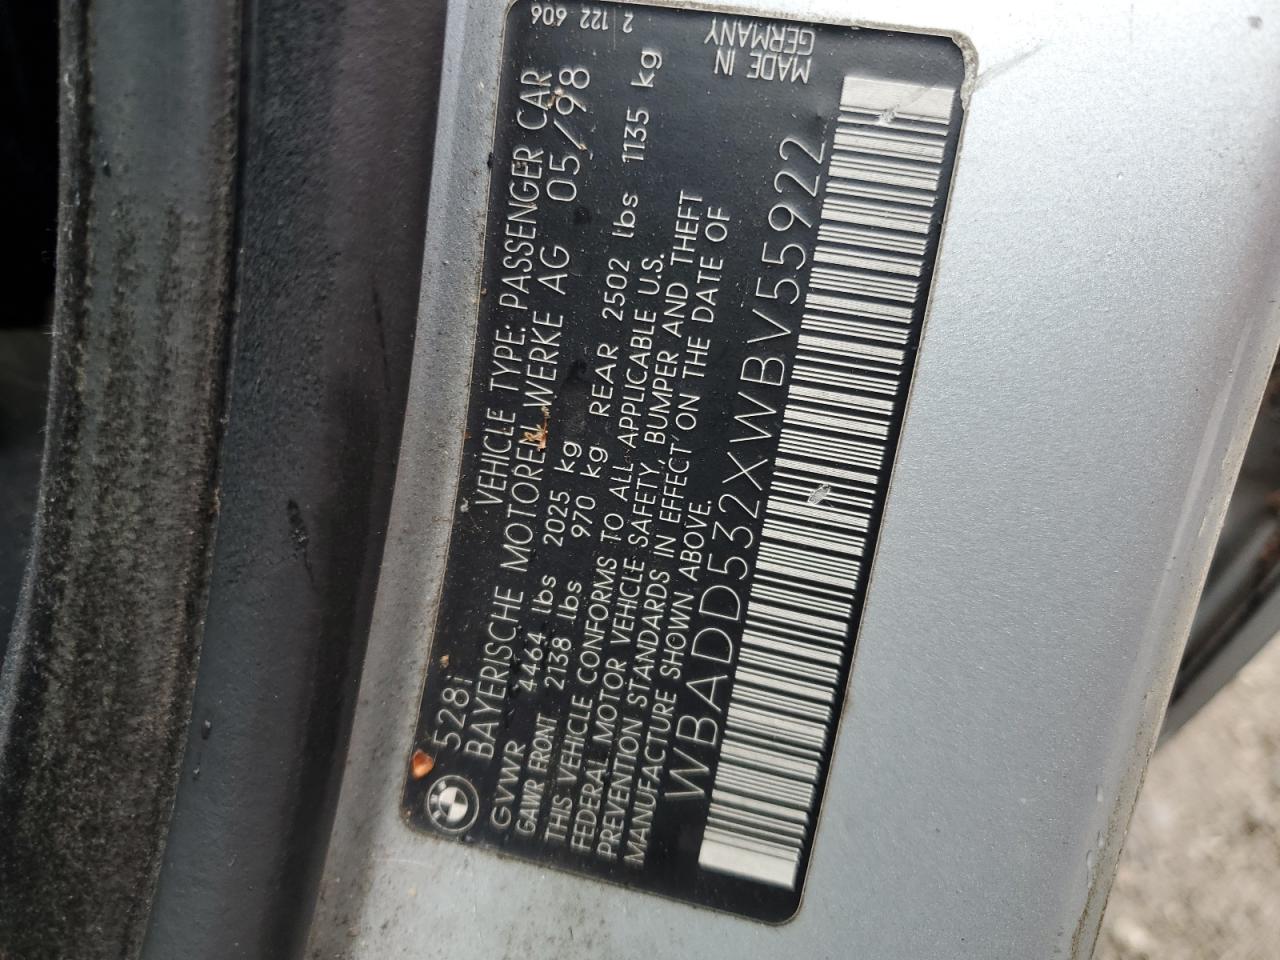 528i VEHICLE TYPE: PASSENGER CAR
BAYERISCHE MOTOREN WERKE AG 05/98
GVWR 4464 lbs 2025 kg
GAWR FRONT 2138 lbs 970 kg REAR 2502 lbs 1135 kg
THIS VEHICLE CONFORMS TO ALL APPLICABLE U.S.
FEDERAL MOTOR VEHICLE SAFETY, BUMPER AND THEFT
PREVENTION STANDARDS IN EFFECT ON THE DATE OF
MANUFACTURE SHOWN ABOVE.
WBADD532XWBV55922
2 122 606
MADE IN
GERMANY